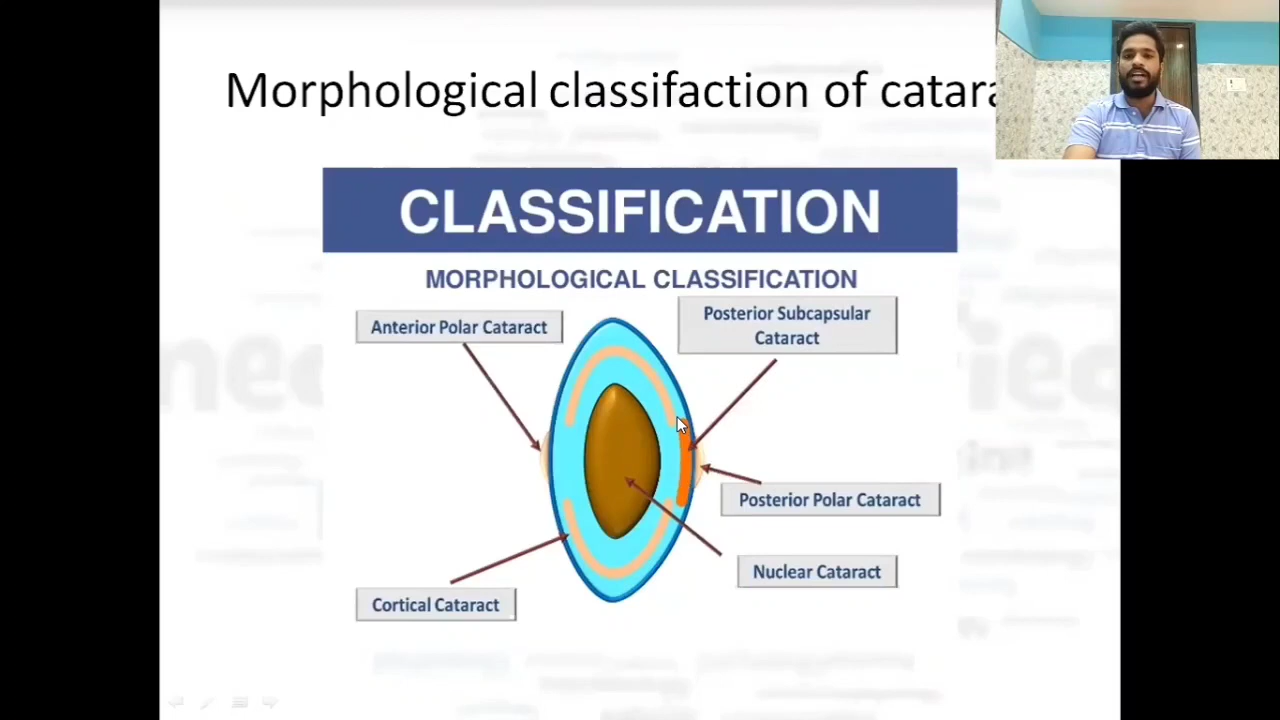 Morphological classifaction of catara
CLASSIFICATION
MORPHOLOGICAL CLASSIFICATION
Anterior Polar Cataract
Posterior Subcapsular
Cataract
Posterior Polar Cataract
Nuclear Cataract
Cortical Cataract